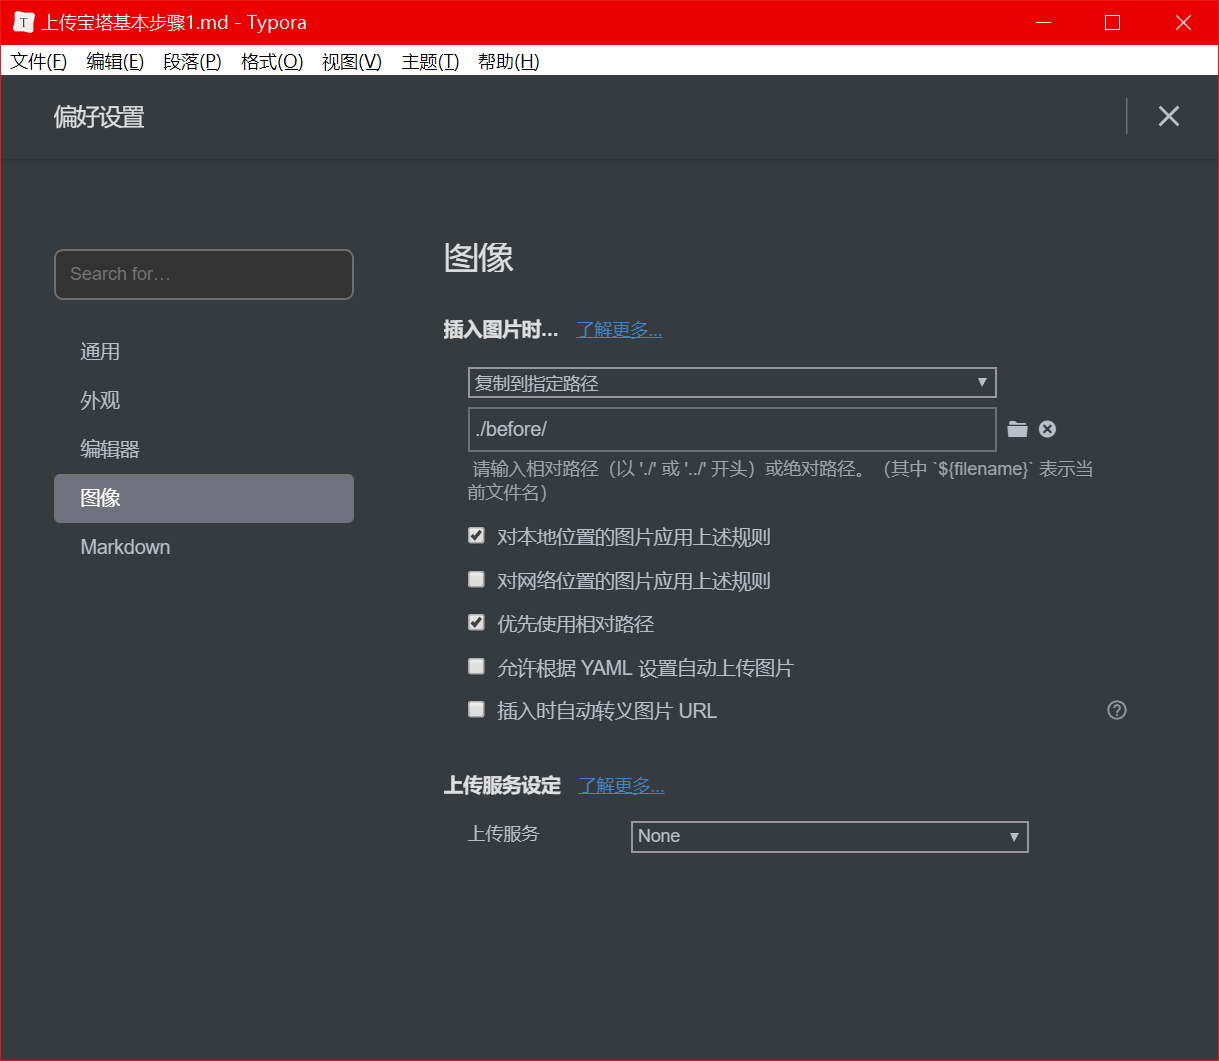 上传宝塔基本步骤1.md - Typora
文件(F) 编辑(E) 段落(P) 格式(O) 视图(V) 主题(T) 帮助(H)
偏好设置
Search for…
通用
外观
编辑器
图像
Markdown
图像
插入图片时... 了解更多...
复制到指定路径
./before/
请输入相对路径（以 './' 或 '../' 开头）或绝对路径。（其中 `${filename}` 表示当
前文件名）
对本地位置的图片应用上述规则
对网络位置的图片应用上述规则
优先使用相对路径
允许根据 YAML 设置自动上传图片
插入时自动转义图片 URL
上传服务设定 了解更多...
上传服务 None